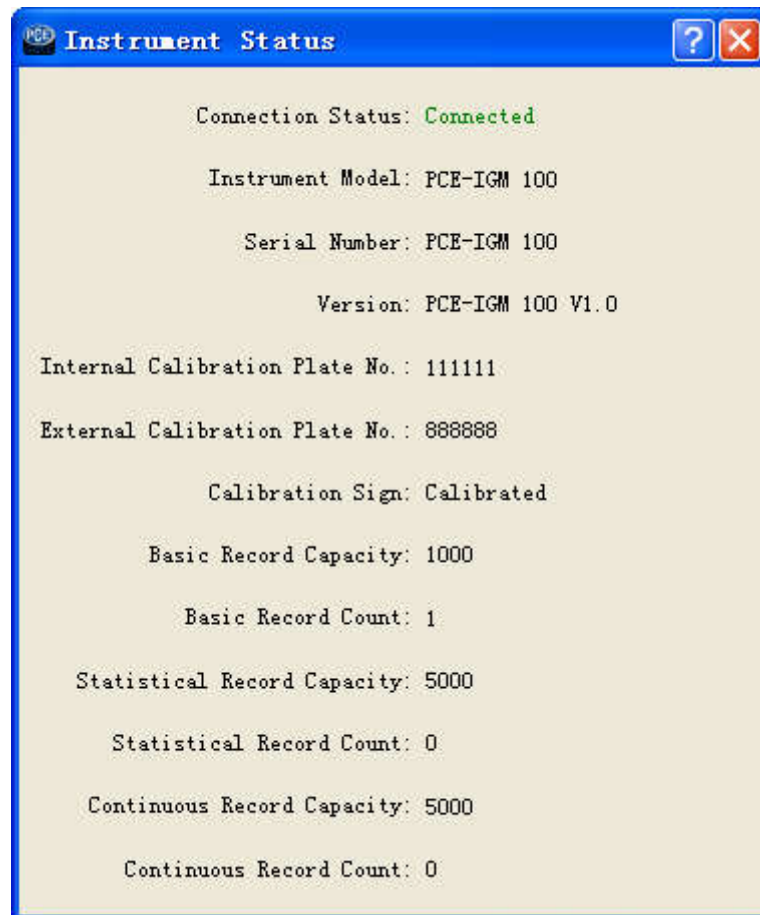 PCE Instrument Status ?
Connection Status: Connected
Instrument Model: PCE-IGM 100
Serial Number: PCE-IGM 100
Version: PCE-IGM 100 V1.0
Internal Calibration Plate No.: 111111
External Calibration Plate No.: 888888
Calibration Sign: Calibrated
Basic Record Capacity: 1000
Basic Record Count: 1
Statistical Record Capacity: 5000
Statistical Record Count: 0
Continuous Record Capacity: 5000
Continuous Record Count: 0